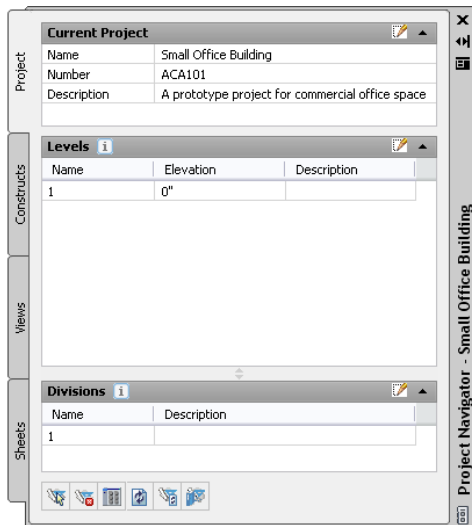 Current Project
Name Small Office Building
Number ACA101
Description A prototype project for commercial office space
Levels i
Name Elevation Description
1 0"
Divisions i
Name Description
1
Project
Constructs
Views
Sheets
Project Navigator - Small Office Building